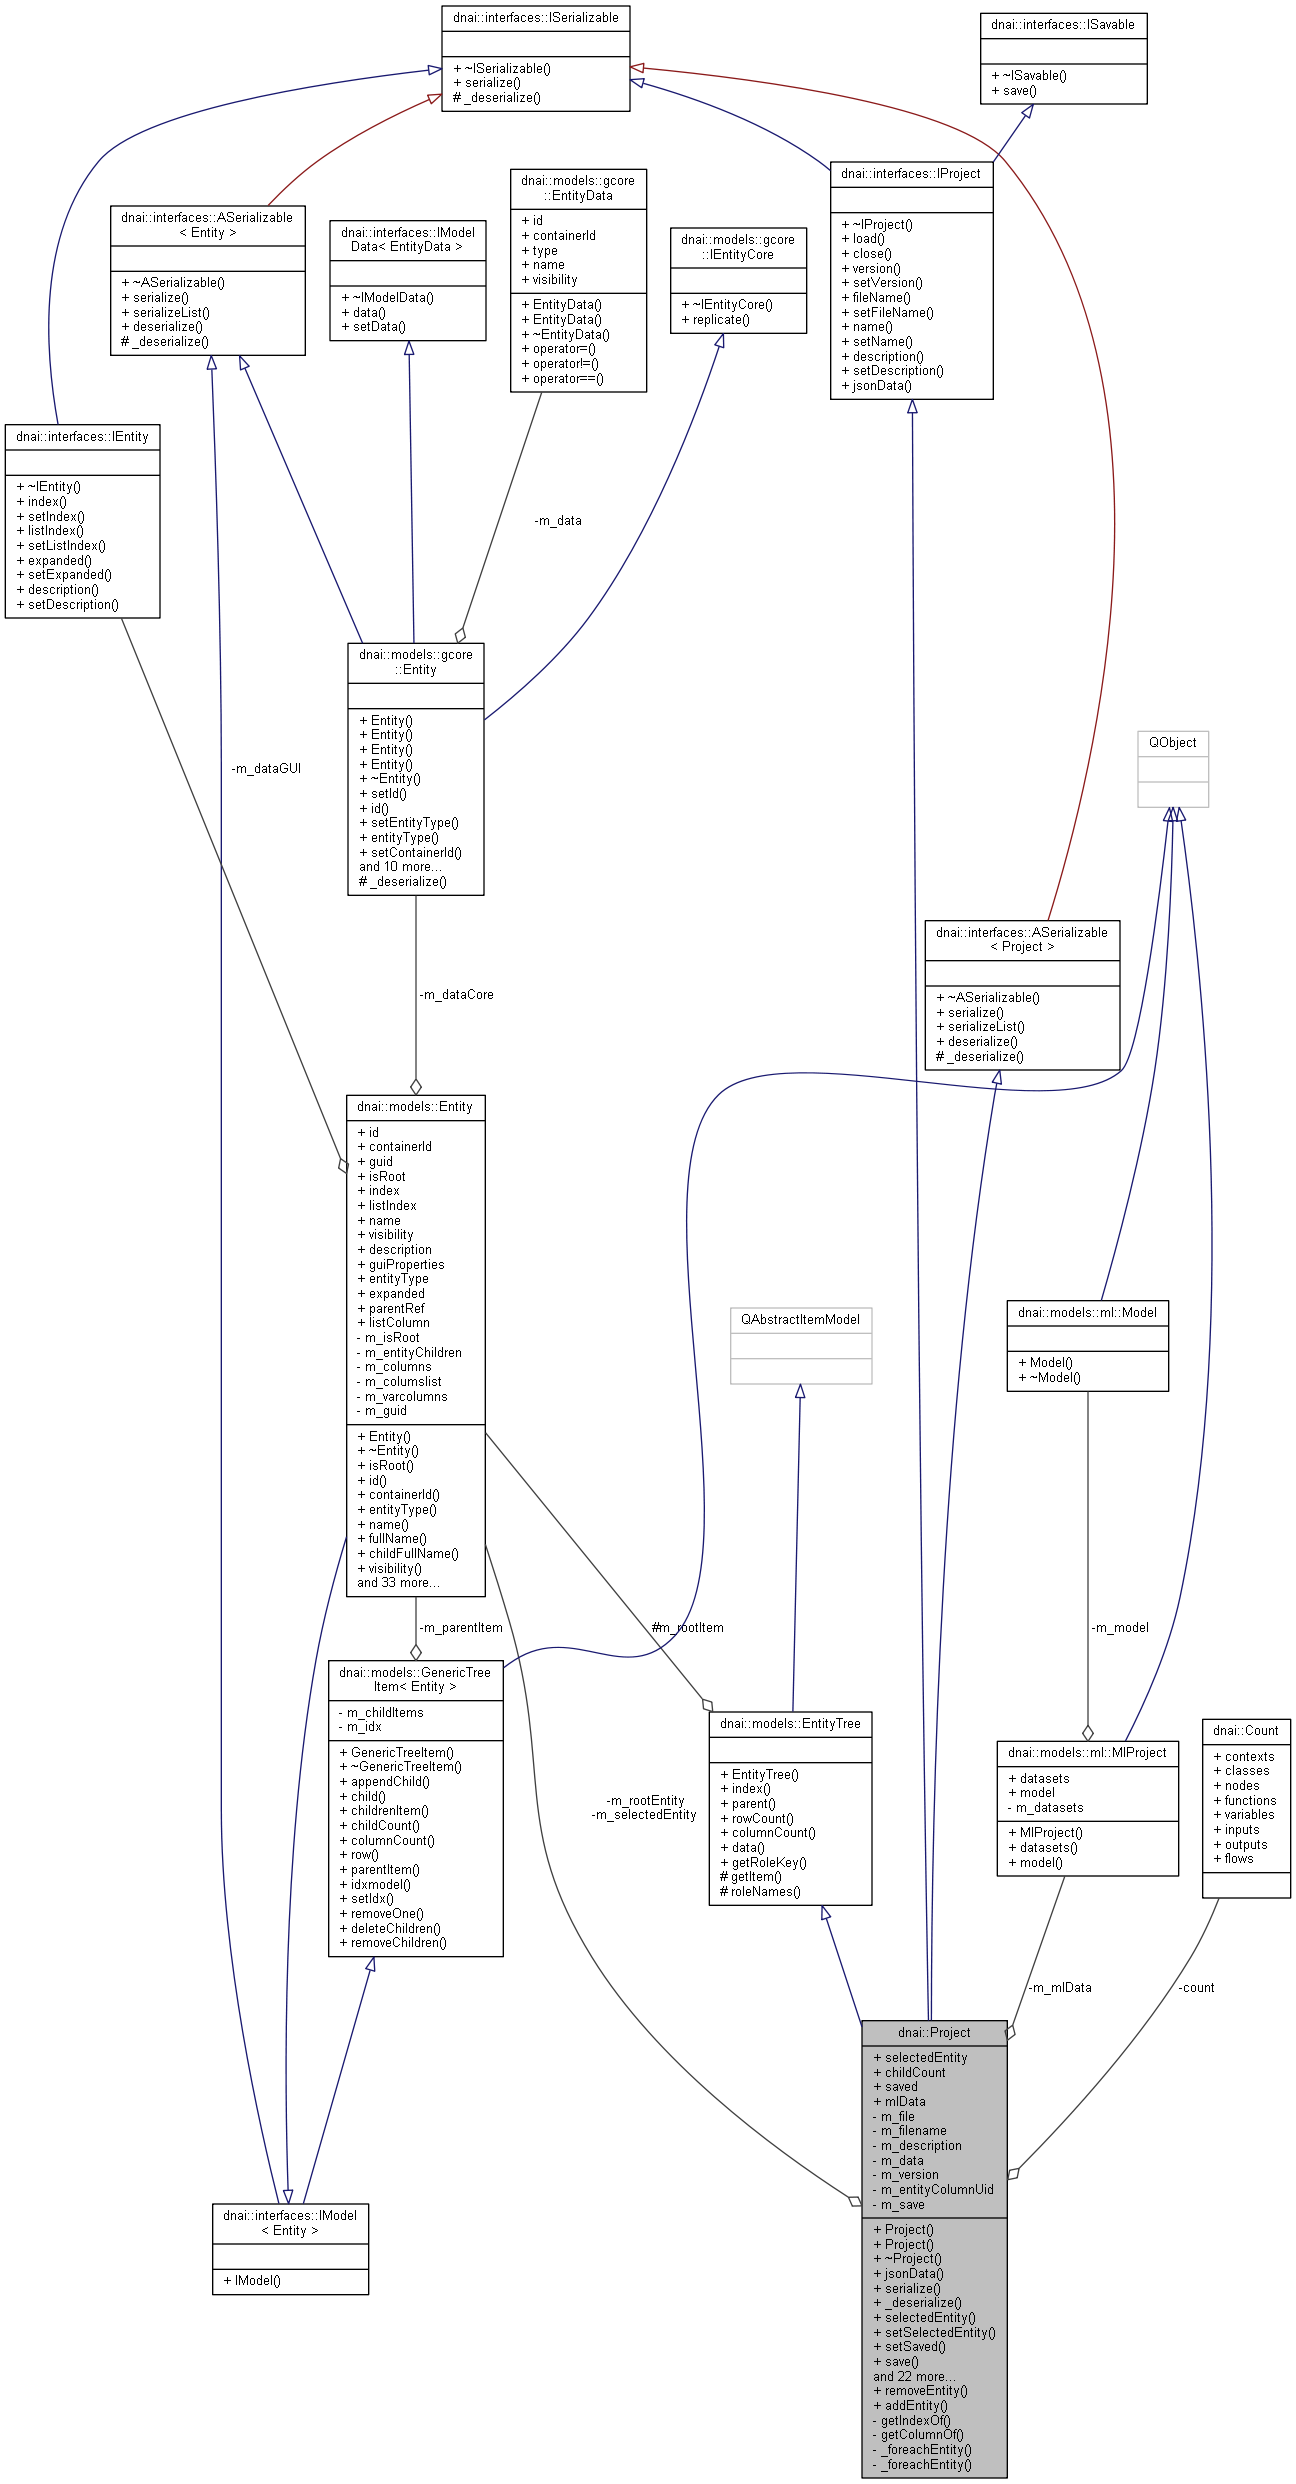 dnai::interfaces::ISerializable
+ ~ISerializable()
+ serialize()
# _deserialize()
dnai::interfaces::ISavable
+ ~ISavable()
+ save()
dnai::interfaces::IProject
+ ~IProject()
+ load()
+ close()
+ version()
+ setVersion()
+ fileName()
+ setFileName()
+ name()
+ setName()
+ description()
+ setDescription()
+ jsonData()
dnai::models::gcore
::EntityData
+ id
+ containerId
+ type
+ name
+ visibility
+ EntityData()
+ EntityData()
+ ~EntityData()
+ operator=()
+ operator!=()
+ operator==()
dnai::interfaces::ASerializable
< Entity >
+ ~ASerializable()
+ serialize()
+ serializeList()
+ deserialize()
# _deserialize()
dnai::interfaces::IModel
Data< EntityData >
+ ~IModelData()
+ data()
+ setData()
dnai::models::gcore
::IEntityCore
+ ~IEntityCore()
+ replicate()
dnai::interfaces::IEntity
+ ~IEntity()
+ index()
+ setIndex()
+ listIndex()
+ setListIndex()
+ expanded()
+ setExpanded()
+ description()
+ setDescription()
-m_data
dnai::models::gcore
::Entity
+ Entity()
+ Entity()
+ Entity()
+ Entity()
+ ~Entity()
+ setId()
+ id()
+ setEntityType()
+ entityType()
+ setContainerId()
and 10 more...
# _deserialize()
-m_dataGUI
QObject
dnai::interfaces::ASerializable
< Project >
+ ~ASerializable()
+ serialize()
+ serializeList()
+ deserialize()
# _deserialize()
-m_dataCore
dnai::models::Entity
+ id
+ containerId
+ guid
+ isRoot
+ index
+ listIndex
+ name
+ visibility
+ description
+ guiProperties
+ entityType
+ expanded
+ parentRef
+ listColumn
- m_isRoot
- m_entityChildren
- m_columns
- m_columslist
- m_varcolumns
- m_guid
+ Entity()
+ ~Entity()
+ isRoot()
+ id()
+ containerId()
+ entityType()
+ name()
+ fullName()
+ childFullName()
+ visibility()
and 33 more...
QAbstractItemModel
dnai::models::ml::Model
+ Model()
+ ~Model()
-m_parentItem
#m_rootItem
-m_model
dnai::models::GenericTree
Item< Entity >
- m_childItems
- m_idx
+ GenericTreeItem()
+ ~GenericTreeItem()
+ appendChild()
+ child()
+ childrenItem()
+ childCount()
+ columnCount()
+ row()
+ parentItem()
+ idxmodel()
+ setIdx()
+ removeOne()
+ deleteChildren()
+ removeChildren()
-m_rootEntity
-m_selectedEntity
dnai::models::EntityTree
+ EntityTree()
+ index()
+ parent()
+ rowCount()
+ columnCount()
+ data()
+ getRoleKey()
# getItem()
# roleNames()
dnai::models::ml::MlProject
+ datasets
+ model
- m_datasets
+ MlProject()
+ datasets()
+ model()
dnai::Count
+ contexts
+ classes
+ nodes
+ functions
+ variables
+ inputs
+ outputs
+ flows
-m_mlData
-count
dnai::Project
+ selectedEntity
+ childCount
+ saved
+ mlData
- m_file
- m_filename
- m_description
- m_data
- m_version
- m_entityColumnUid
- m_save
+ Project()
+ Project()
+ ~Project()
+ jsonData()
+ serialize()
+ _deserialize()
+ selectedEntity()
+ setSelectedEntity()
+ setSaved()
+ save()
and 22 more...
+ removeEntity()
+ addEntity()
- getIndexOf()
- getColumnOf()
- _foreachEntity()
- _foreachEntity()
dnai::interfaces::IModel
< Entity >
+ IModel()